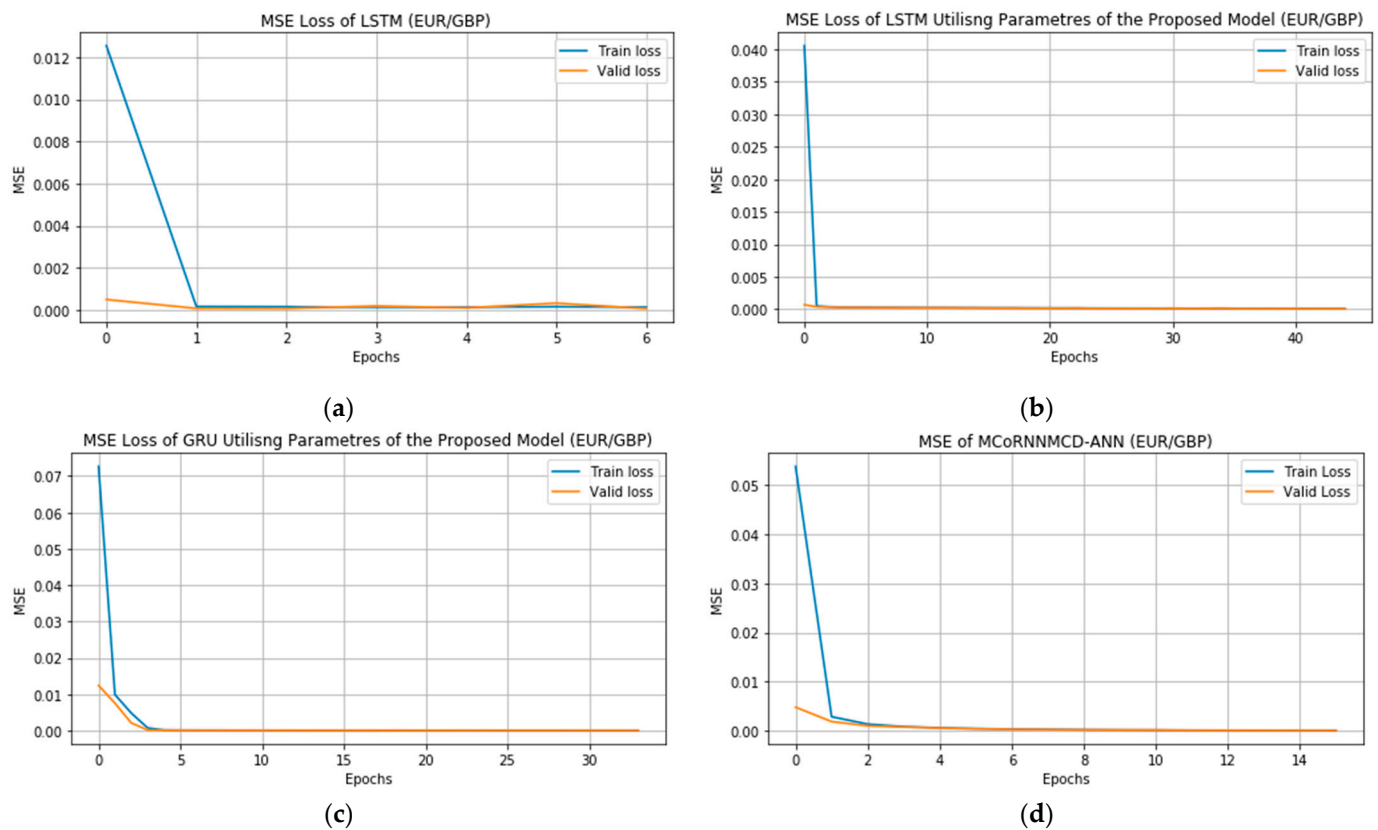 MSE Loss of LSTM (EUR/GBP)
Train loss
Valid loss
0.012
0.010
0.008
0.006
0.004
0.002
0.000
MSE
0 1 2 3 4 5 6
Epochs
(a)
MSE Loss of LSTM Utilisng Parametres of the Proposed Model (EUR/GBP)
Train loss
Valid loss
0.040
0.035
0.030
0.025
0.020
0.015
0.010
0.005
0.000
MSE
0 10 20 30 40
Epochs
(b)
MSE Loss of GRU Utilisng Parametres of the Proposed Model (EUR/GBP)
Train loss
Valid loss
0.07
0.06
0.05
0.04
0.03
0.02
0.01
0.00
MSE
0 5 10 15 20 25 30
Epochs
(c)
MSE of MCoRNNMCD-ANN (EUR/GBP)
Train Loss
Valid Loss
0.05
0.04
0.03
0.02
0.01
0.00
MSE
0 2 4 6 8 10 12 14
Epochs
(d)